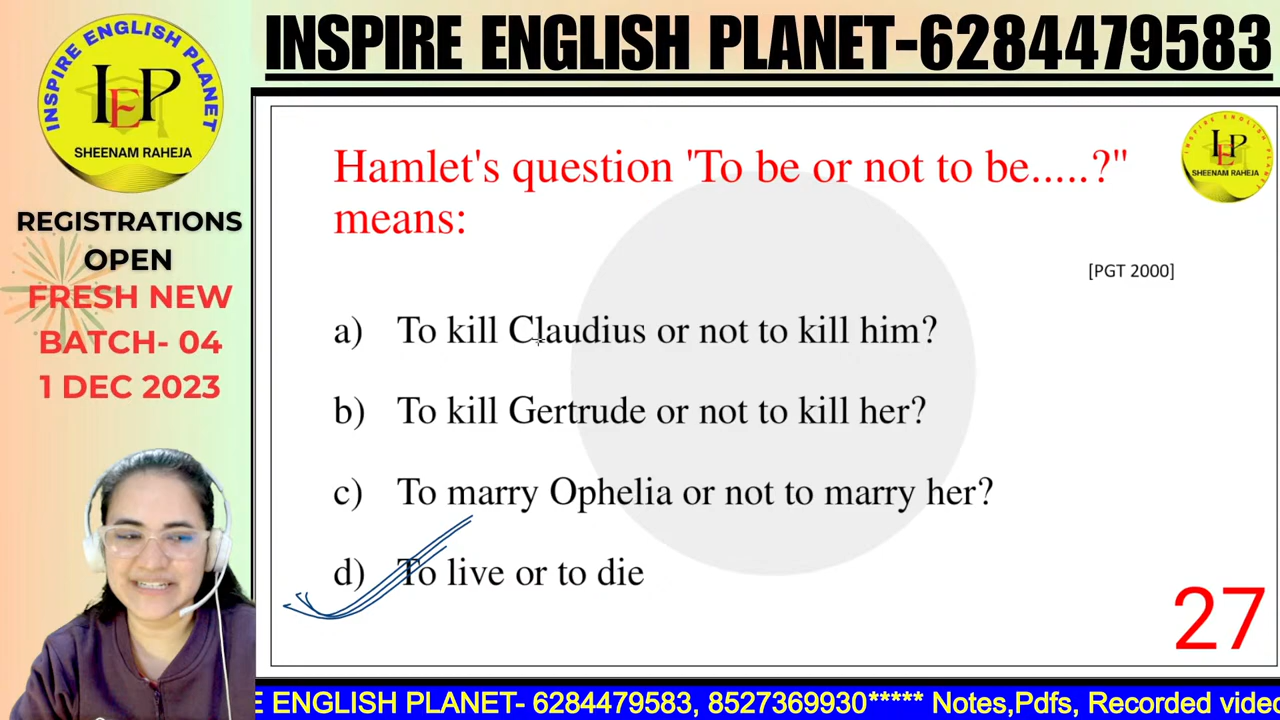 INSPIRE ENGLISH PLANET
IEP
SHEENAM RAHEJA
REGISTRATIONS
OPEN
FRESH NEW
BATCH- 04
1 DEC 2023
INSPIRE ENGLISH PLANET-6284479583
INSPIRE ENGLISH PLANET
IEP
SHEENAM RAHEJA
Hamlet's question 'To be or not to be.....?"
means:
[PGT 2000]
a) To kill Claudius or not to kill him?
b) To kill Gertrude or not to kill her?
c) To marry Ophelia or not to marry her?
d) To live or to die
27
E ENGLISH PLANET- 6284479583, 8527369930***** Notes,Pdfs, Recorded video